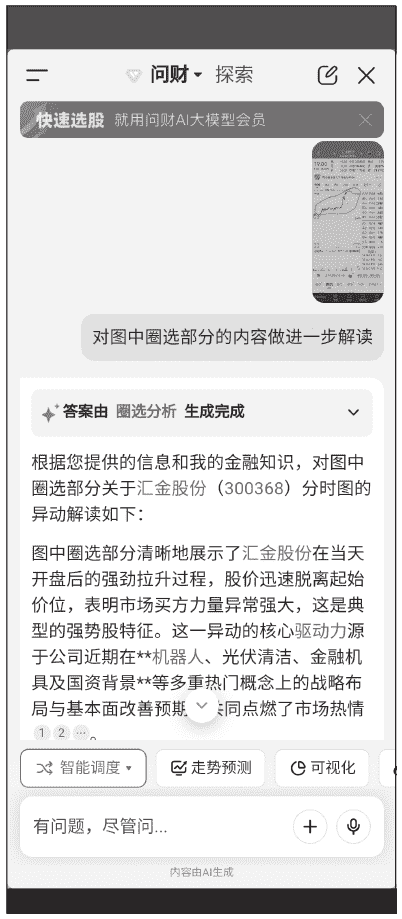 问财 探索
快速选股 就用问财AI大模型会员
对图中圈选部分的内容做进一步解读
答案由 圈选分析 生成完成
根据您提供的信息和我的金融知识，对图中
圈选部分关于汇金股份（300368）分时图的
异动解读如下：
图中圈选部分清晰地展示了汇金股份在当天
开盘后的强劲拉升过程，股价迅速脱离起始
价位，表明市场买方力量异常强大，这是典
型的强势股特征。这一异动的核心驱动力源
于公司近期在**机器人、光伏清洁、金融机
具及国资背景**等多重热门概念上的战略布
局与基本面改善预期 共同点燃了市场热情
1 2 ... 。
智能调度 走势预测 可视化
有问题，尽管问...
内容由AI生成